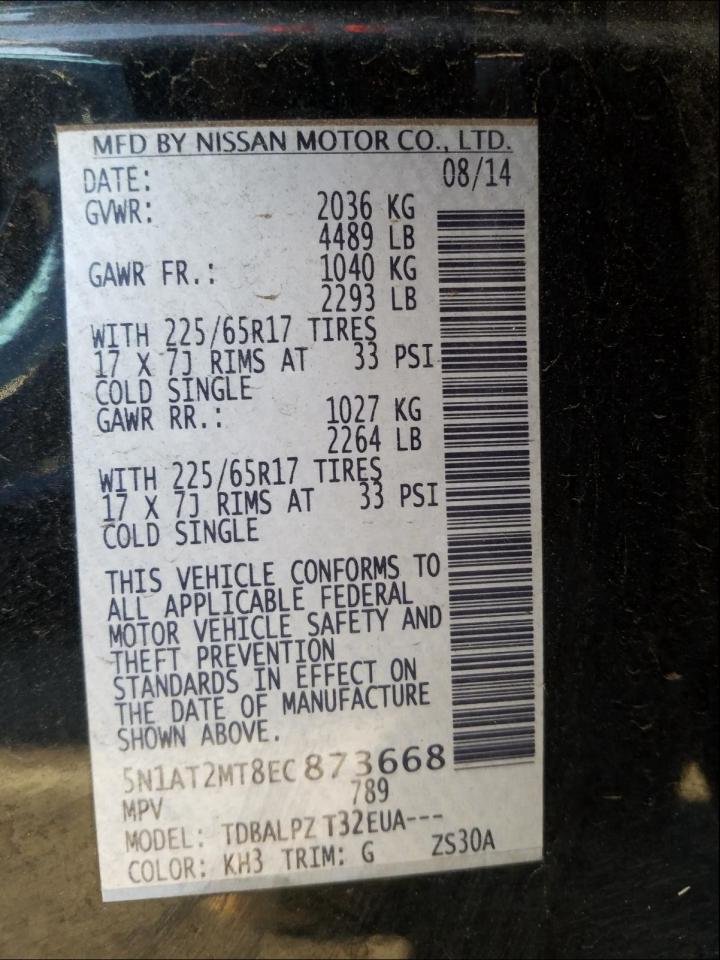 MFD BY NISSAN MOTOR CO., LTD.
DATE: 08/14
GVWR: 2036 KG
4489 LB
GAWR FR.: 1040 KG
2293 LB
WITH 225/65R17 TIRES
17 X 7J RIMS AT 33 PSI
COLD SINGLE
GAWR RR.: 1027 KG
2264 LB
WITH 225/65R17 TIRES
17 X 7J RIMS AT 33 PSI
COLD SINGLE
THIS VEHICLE CONFORMS TO
ALL APPLICABLE FEDERAL
MOTOR VEHICLE SAFETY AND
THEFT PREVENTION
STANDARDS IN EFFECT ON
THE DATE OF MANUFACTURE
SHOWN ABOVE.
5N1AT2MT8EC873668
MPV 789
MODEL: TDBALPZ T32EUA---
COLOR: KH3 TRIM: G ZS30A